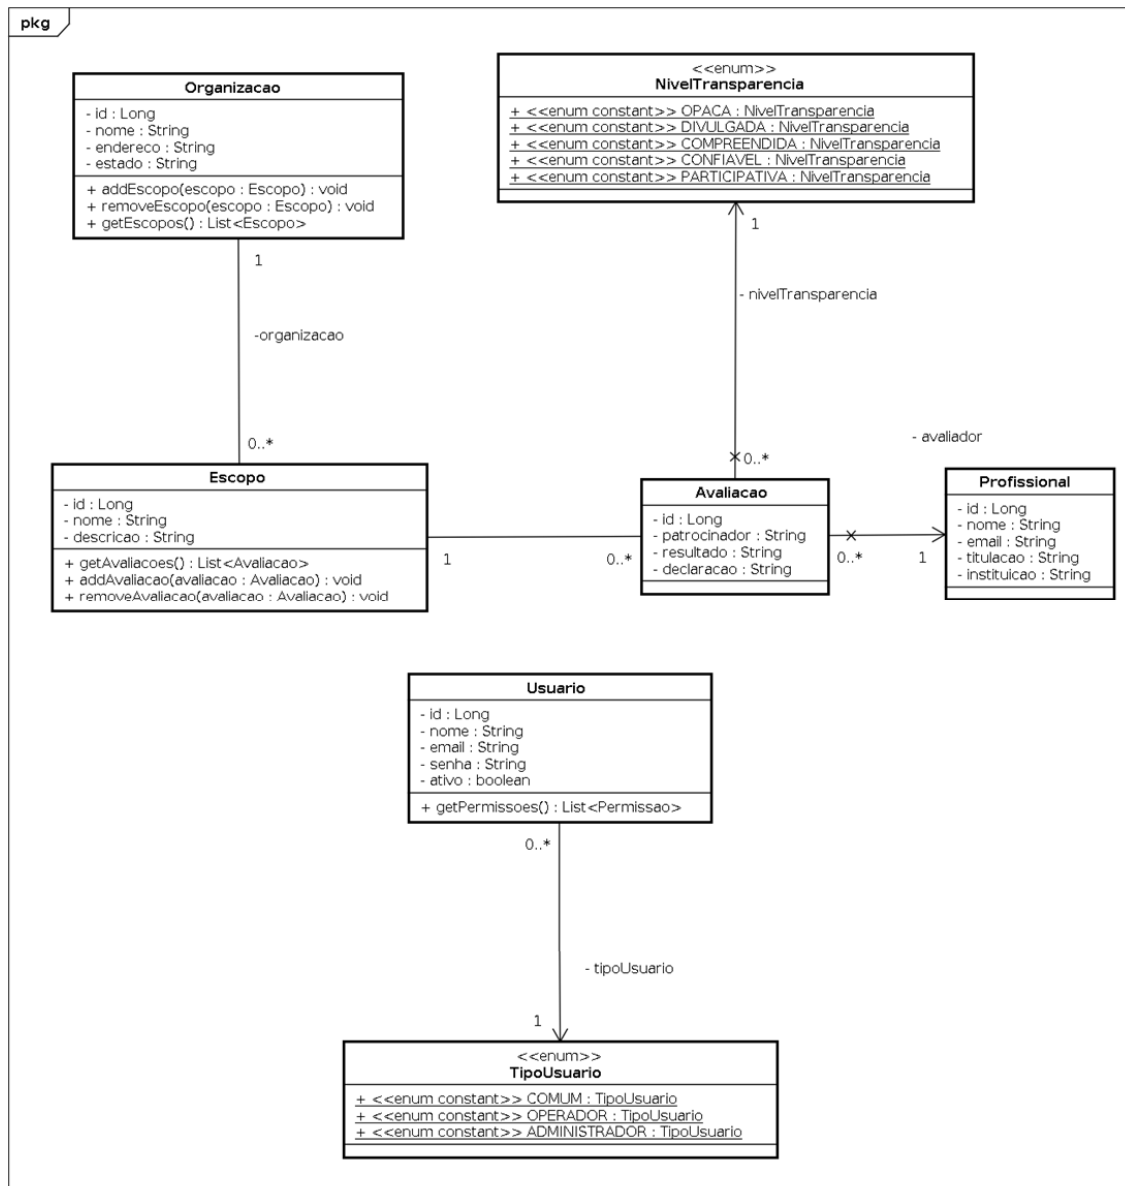 pkg
Organizacao
- id : Long
- nome : String
- endereco : String
- estado : String
+ addEscopo(escopo : Escopo) : void
+ removeEscopo(escopo : Escopo) : void
+ getEscopos() : List<Escopo>
<<enum>>
NivelTransparencia
+ <<enum constant>> OPACA : NivelTransparencia
+ <<enum constant>> DIVULGADA : NivelTransparencia
+ <<enum constant>> COMPREENDIDA : NivelTransparencia
+ <<enum constant>> CONFIAVEL : NivelTransparencia
+ <<enum constant>> PARTICIPATIVA : NivelTransparencia
1
-organizacao
0..*
1
- nivelTransparencia
0..*
- avaliador
Escopo
- id : Long
- nome : String
- descricao : String
+ getAvaliacoes() : List<Avaliacao>
+ addAvaliacao(avaliacao : Avaliacao) : void
+ removeAvaliacao(avaliacao : Avaliacao) : void
1
0..*
Avaliacao
- id : Long
- patrocinador : String
- resultado : String
- declaracao : String
0..*
1
Profissional
- id : Long
- nome : String
- email : String
- titulacao : String
- instituicao : String
Usuario
- id : Long
- nome : String
- email : String
- senha : String
- ativo : boolean
+ getPermissoes() : List<Permissao>
0..*
- tipoUsuario
1
<<enum>>
TipoUsuario
+ <<enum constant>> COMUM : TipoUsuario
+ <<enum constant>> OPERADOR : TipoUsuario
+ <<enum constant>> ADMINISTRADOR : TipoUsuario